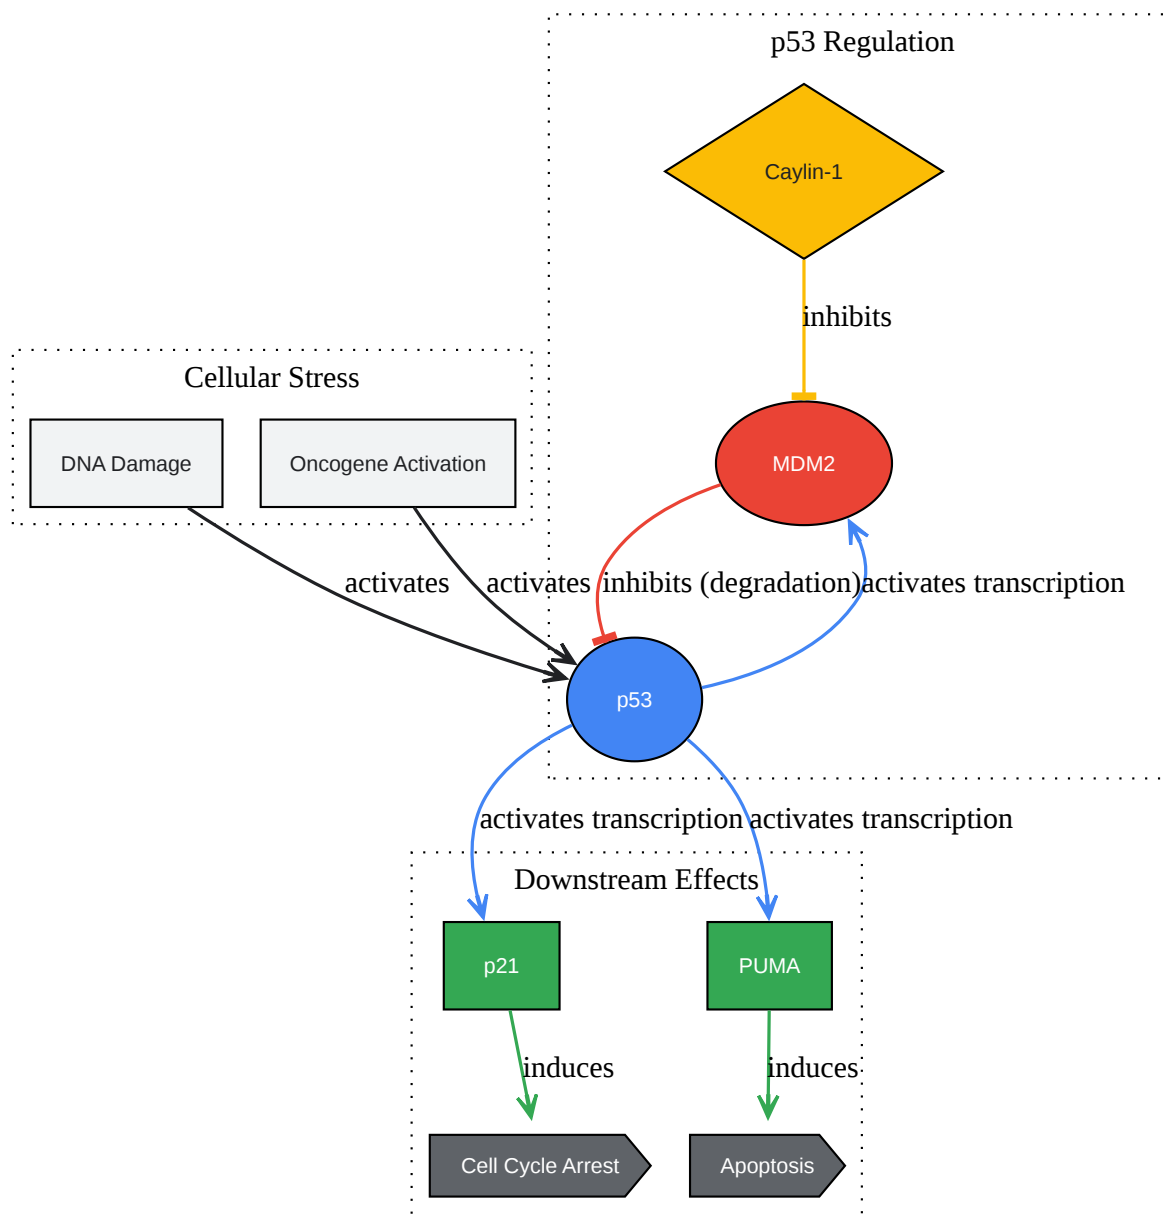 p53 Regulation
Caylin-1
inhibits
Cellular Stress
DNA Damage
Oncogene Activation
MDM2
activates
activates
inhibits (degradation)
activates transcription
p53
activates transcription
activates transcription
Downstream Effects
p21
PUMA
induces
induces
Cell Cycle Arrest
Apoptosis